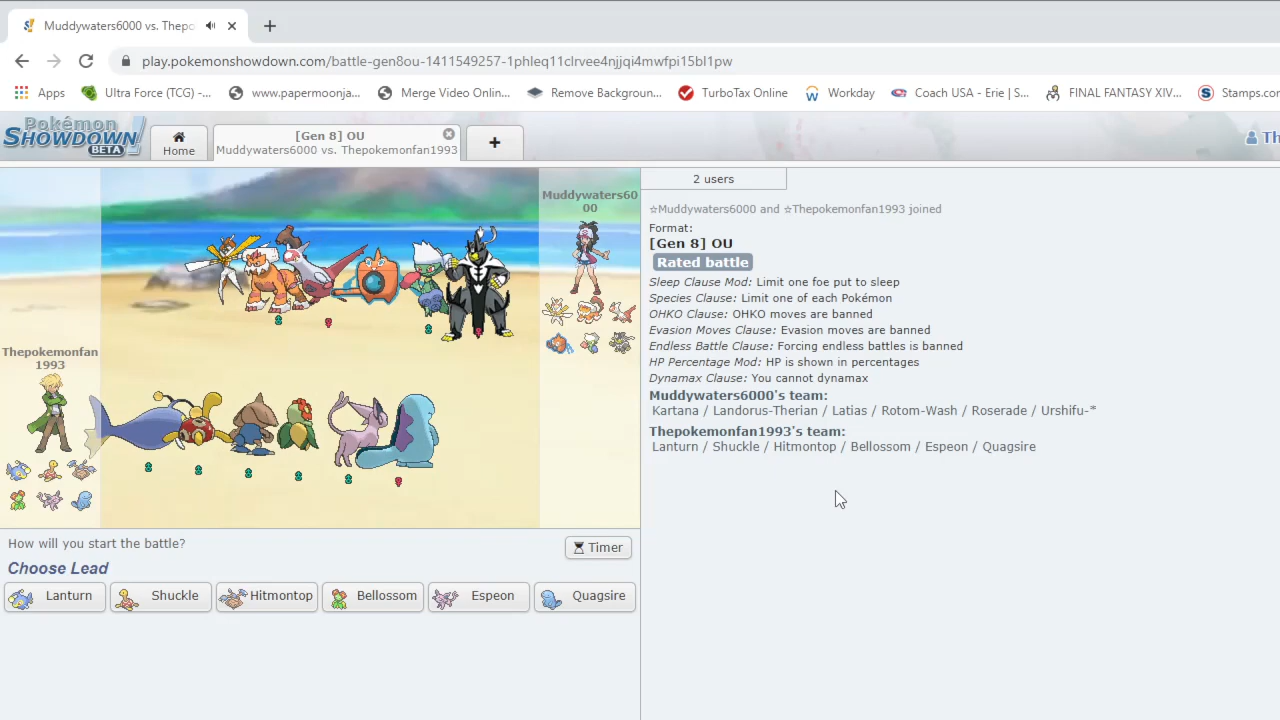 Muddywaters6000 vs. Thepo
play.pokemonshowdown.com/battle-gen8ou-1411549257-1phleq11clrvee4njjqi4mwfpi15bl1pw
Apps
Ultra Force (TCG) -...
www.papermoonja...
Merge Video Onlin...
Remove Backgroun...
TurboTax Online
Workday
Coach USA - Erie | S...
FINAL FANTASY XIV...
Stamps.co
Pokémon
SHOWDOWN!
BETA
Home
[Gen 8] OU
Muddywaters6000 vs. Thepokemonfan1993
Th
2 users
Muddywaters60
00
Thepokemonfan
1993
☆Muddywaters6000 and ☆Thepokemonfan1993 joined
Format:
[Gen 8] OU
Rated battle
Sleep Clause Mod: Limit one foe put to sleep
Species Clause: Limit one of each Pokémon
OHKO Clause: OHKO moves are banned
Evasion Moves Clause: Evasion moves are banned
Endless Battle Clause: Forcing endless battles is banned
HP Percentage Mod: HP is shown in percentages
Dynamax Clause: You cannot dynamax
Muddywaters6000's team:
Kartana / Landorus-Therian / Latias / Rotom-Wash / Roserade / Urshifu-*
Thepokemonfan1993's team:
Lanturn / Shuckle / Hitmontop / Bellossom / Espeon / Quagsire
How will you start the battle?
Timer
Choose Lead
Lanturn
Shuckle
Hitmontop
Bellossom
Espeon
Quagsire